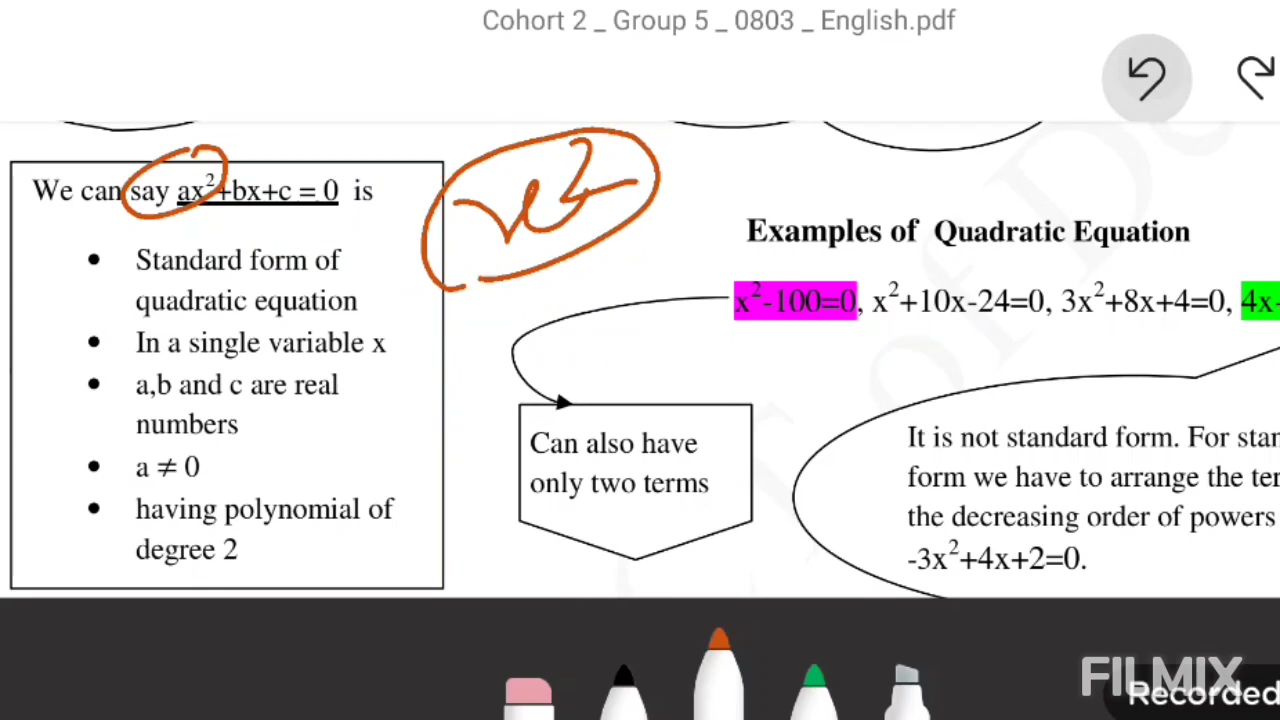 Cohort 2 _ Group 5 _ 0803 _ English.pdf
We can say ax²+bx+c = 0 is
• Standard form of
quadratic equation
• In a single variable x
• a,b and c are real
numbers
• a ≠ 0
• having polynomial of
degree 2
x²
Examples of Quadratic Equation
x²-100=0, x²+10x-24=0, 3x²+8x+4=0, 4x
Can also have
only two terms
It is not standard form. For
form we have to arrange the
the decreasing order of powers
-3x²+4x+2=0.
FILMIX
Recorded